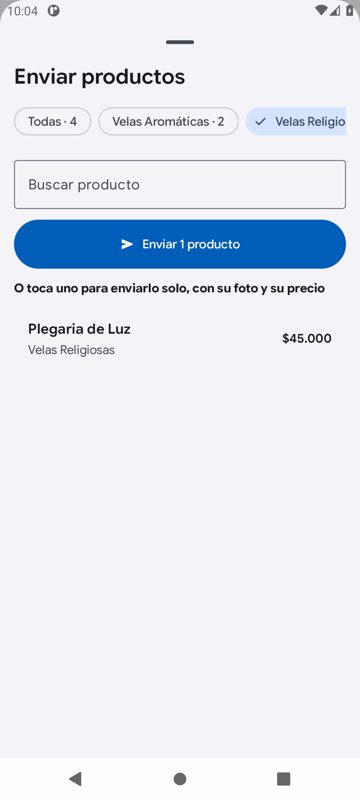 10:04
Enviar productos
Todas · 4
Velas Aromáticas · 2
Velas Religio
Buscar producto
Enviar 1 producto
O toca uno para enviarlo solo, con su foto y su precio
Plegaria de Luz
$45.000
Velas Religiosas